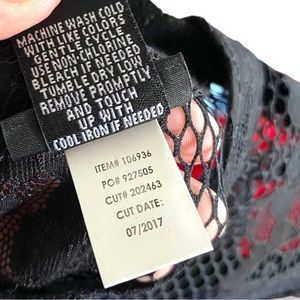 MACHINE WASH COLD
WITH LIKE COLORS
GENTLE CYCLE
USE NON-CHLORINE
BLEACH IF NEEDED
TUMBLE DRY LOW
REMOVE PROMPTLY
AND TOUCH
UP WITH
COOL IRON IF NEEDED
ITEM# 106936
PO# 927505
CUT# 202463
CUT DATE:
07/2017